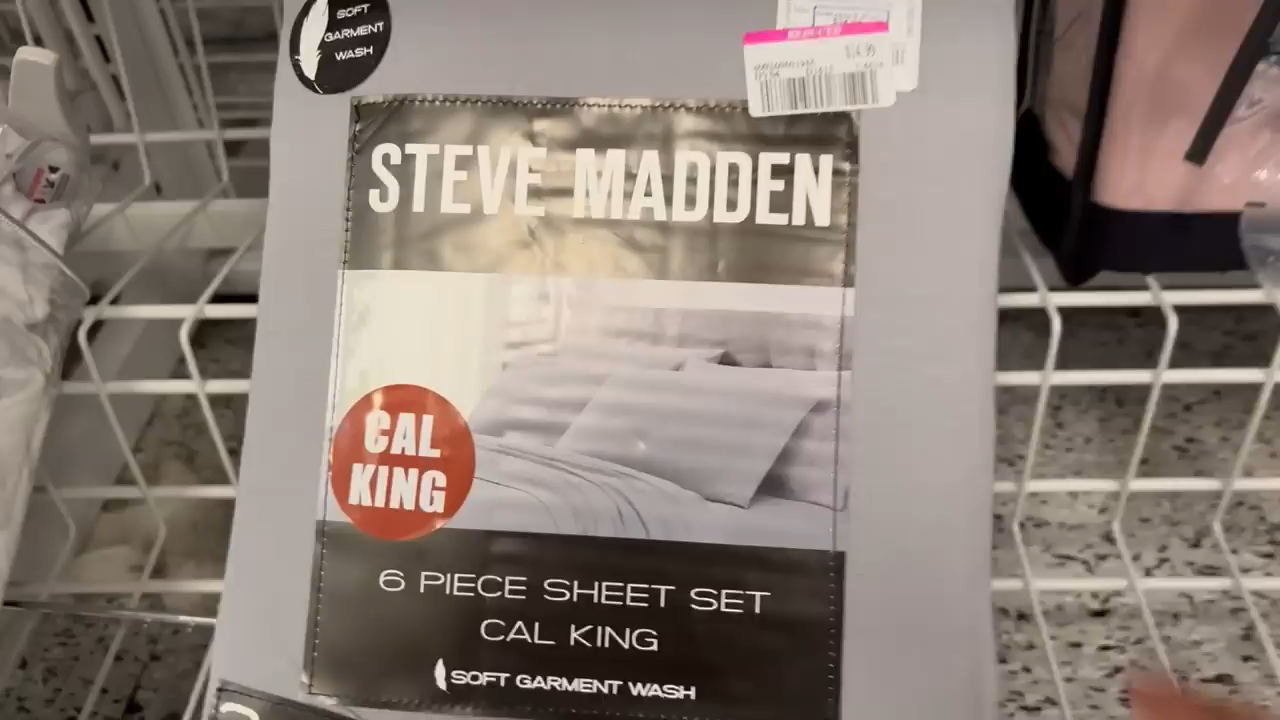 SOFT
GARMENT
WASH
STEVE MADDEN
CAL
KING
6 PIECE SHEET SET
CAL KING
SOFT GARMENT WASH